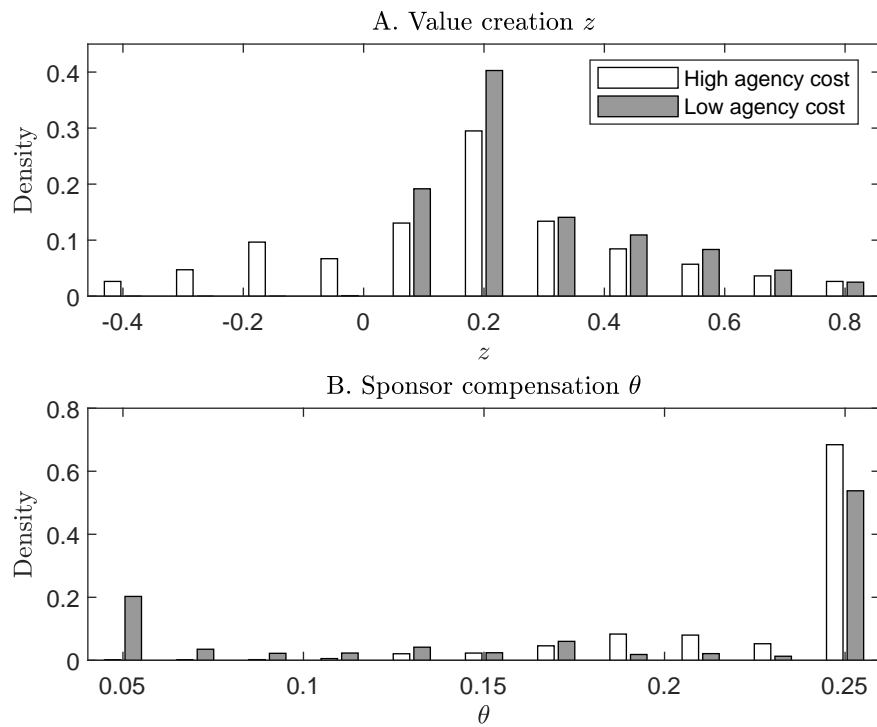 A. Value creation z
0.4
High agency cost
Low agency cost
0.3
Density
0.2
0.1
0
-0.4 -0.2 0 0.2 0.4 0.6 0.8
z
B. Sponsor compensation θ
0.8
0.6
Density
0.4
0.2
0
0.05 0.1 0.15 0.2 0.25
θ